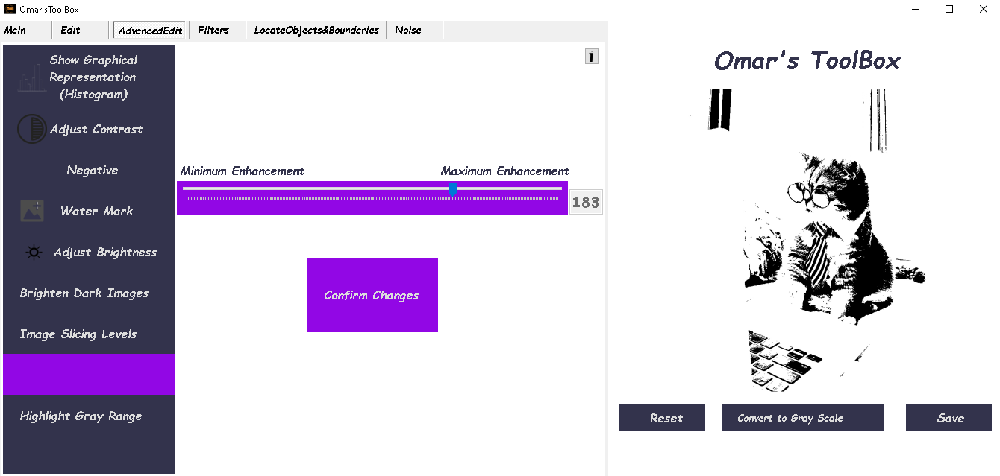 Omar'sToolBox
Main
Edit
AdvancedEdit
Filters
LocateObjects&Boundaries
Noise
Show Graphical
Representation
(Histogram)
Adjust Contrast
Negative
Water Mark
Adjust Brightness
Brighten Dark Images
Image Slicing Levels
Highlight Gray Range
i
Minimum Enhancement
Maximum Enhancement
183
Confirm Changes
Omar's ToolBox
Reset
Convert to Gray Scale
Save